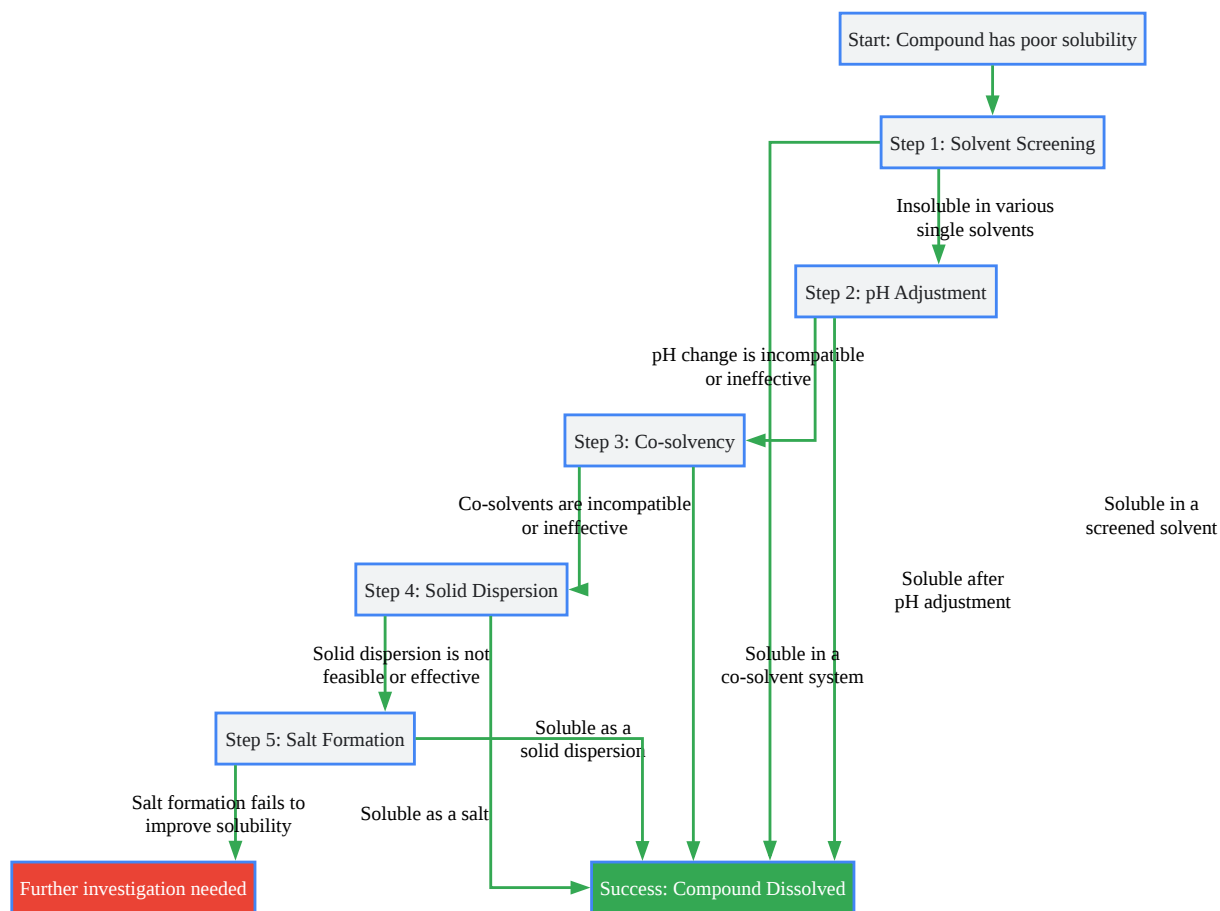 Start: Compound has poor solubility
Step 1: Solvent Screening
Insoluble in various
single solvents
Step 2: pH Adjustment
pH change is incompatible
or ineffective
Step 3: Co-solvency
Co-solvents are incompatible
or ineffective
Soluble in a
screened solvent
Step 4: Solid Dispersion
Soluble after
pH adjustment
Solid dispersion is not
feasible or effective
Soluble in a
co-solvent system
Step 5: Salt Formation
Soluble as a
solid dispersion
Salt formation fails to
improve solubility
Soluble as a salt
Further investigation needed
Success: Compound Dissolved